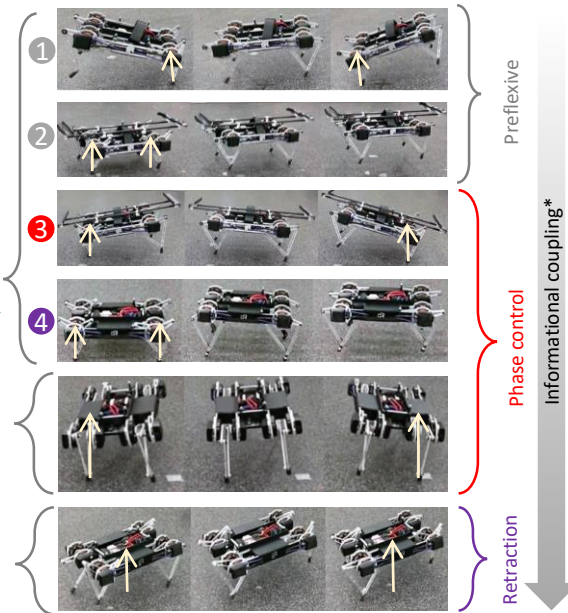 1
2
3
4
Preflexive
Phase control
Retraction
Informational coupling*